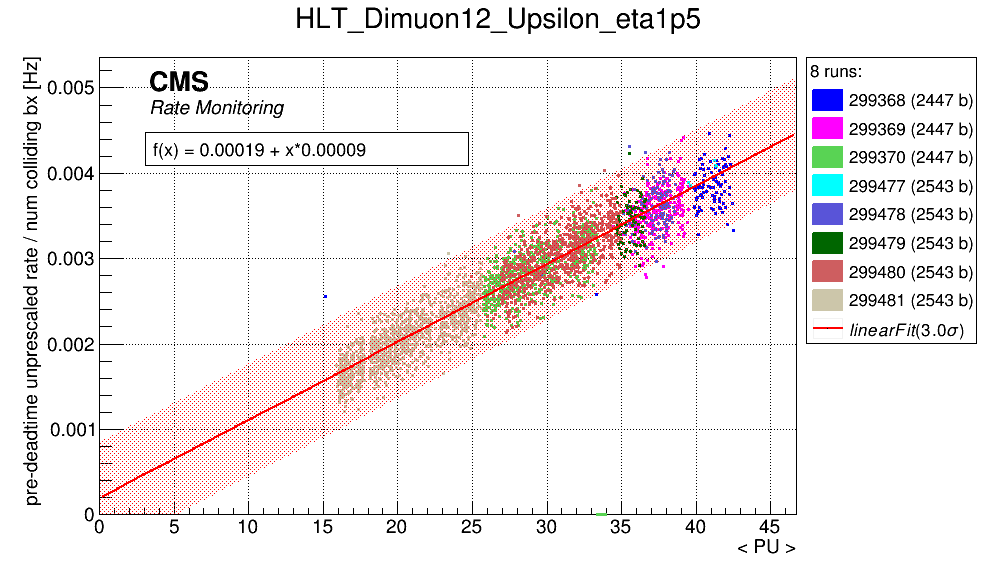 HLT_Dimuon12_Upsilon_eta1p5
pre-deadtime unprescaled rate / num colliding bx [Hz]
0.005
0.004
0.003
0.002
0.001
0
CMS
Rate Monitoring
f(x) = 0.00019 + x*0.00009
0 5 10 15 20 25 30 35 40 45
< PU >
8 runs:
299368 (2447 b)
299369 (2447 b)
299370 (2447 b)
299477 (2543 b)
299478 (2543 b)
299479 (2543 b)
299480 (2543 b)
299481 (2543 b)
linearFit(3.0σ)